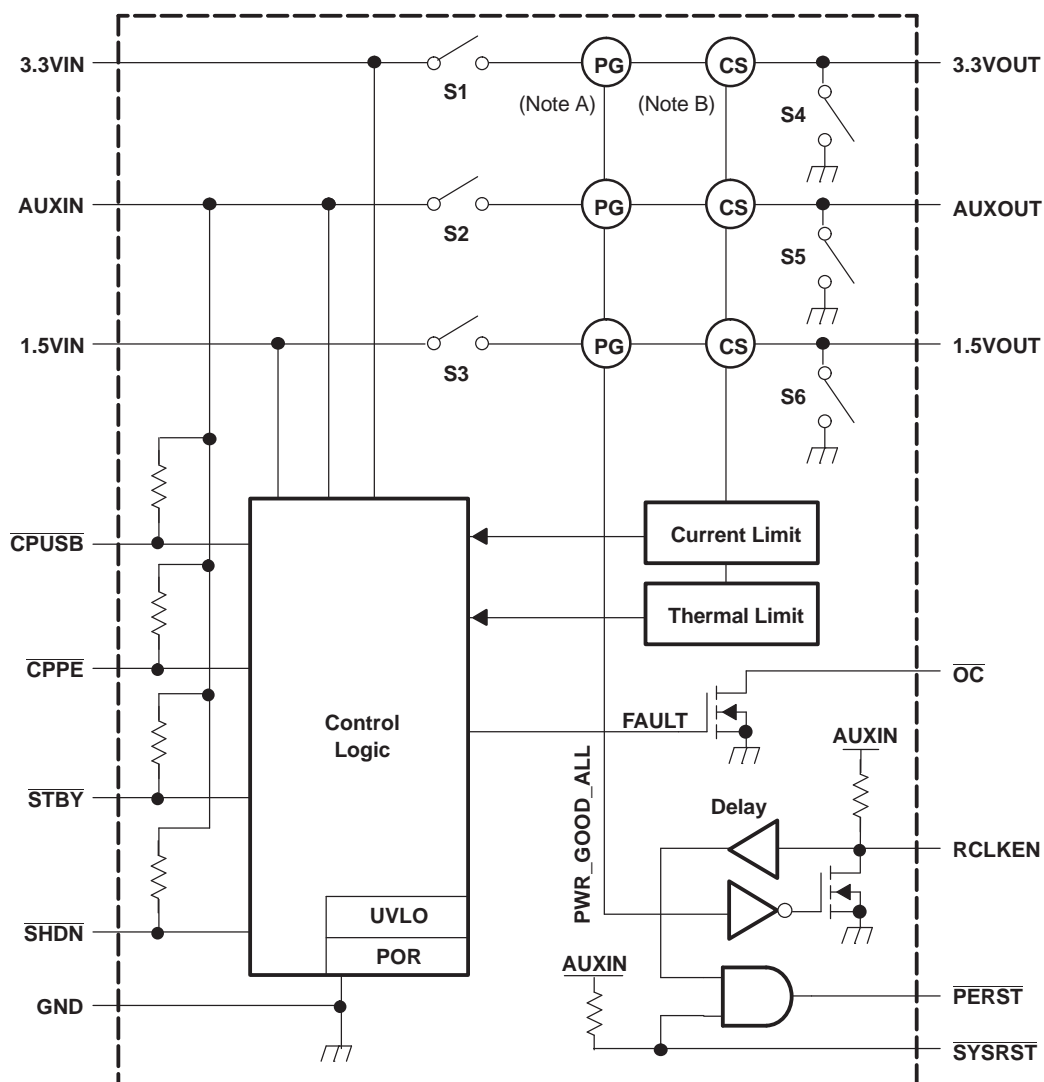 3.3VIN
S1
PG
(Note A)
CS
(Note B)
S4
3.3VOUT
AUXIN
S2
PG
CS
S5
AUXOUT
1.5VIN
S3
PG
CS
S6
1.5VOUT
CPUSB
CPPE
STBY
SHDN
GND
Control
Logic
UVLO
POR
Current Limit
Thermal Limit
FAULT
OC
PWR_GOOD_ALL
AUXIN
Delay
RCLKEN
AUXIN
PERST
SYSRST